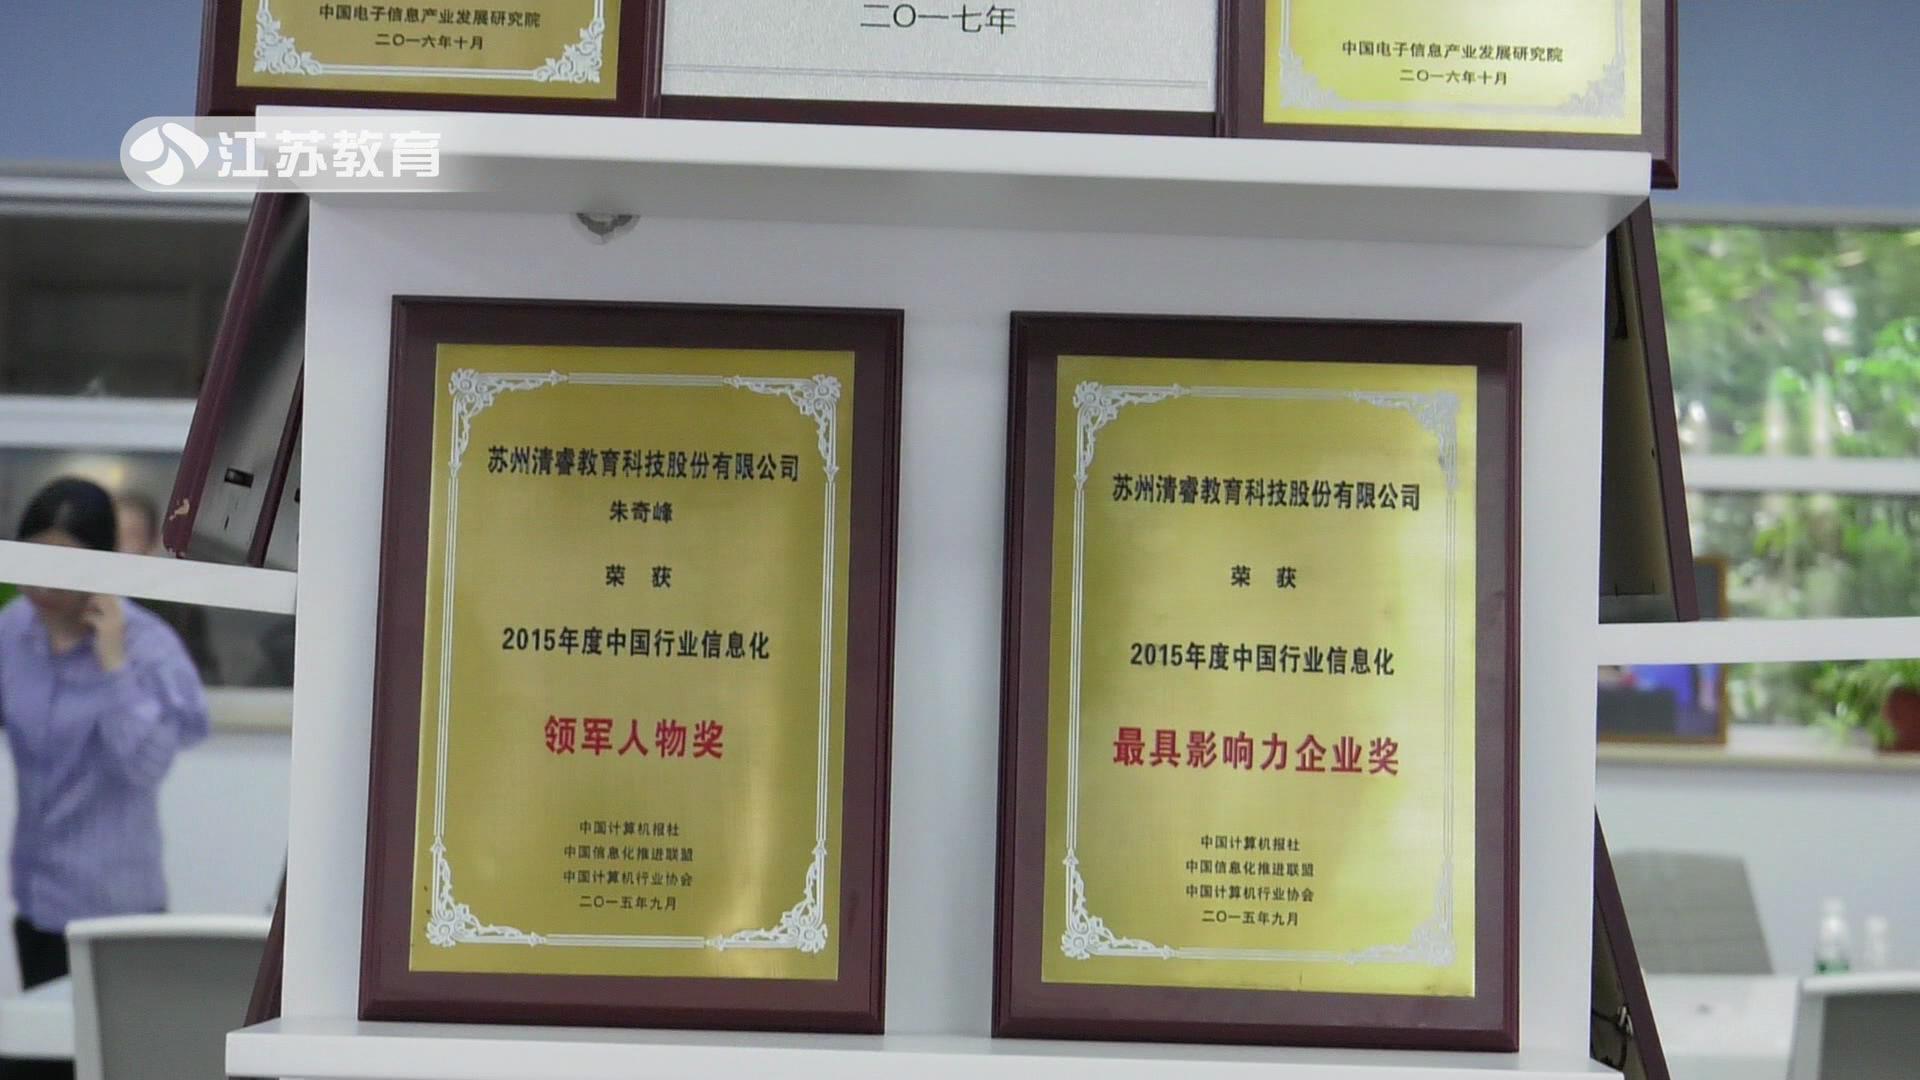 中国电子信息产业发展研究院
二〇一六年十月
二〇一七年
中国电子信息产业发展研究院
二〇一六年十月
江苏教育
苏州清睿教育科技股份有限公司
朱奇峰
荣 获
2015年度中国行业信息化
领军人物奖
中国计算机报社
中国信息化推进联盟
中国计算机行业协会
二〇一五年九月
苏州清睿教育科技股份有限公司
荣 获
2015年度中国行业信息化
最具影响力企业奖
中国计算机报社
中国信息化推进联盟
中国计算机行业协会
二〇一五年九月